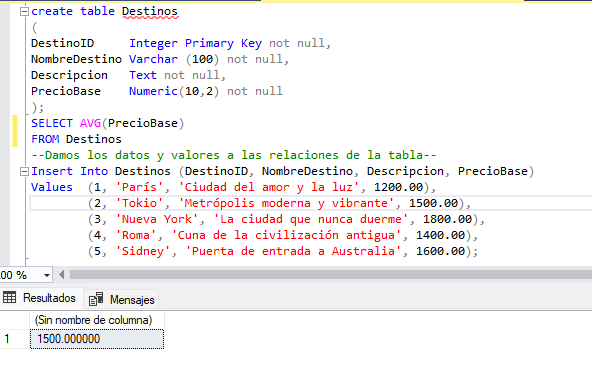 create table Destinos
(
DestinoID Integer Primary Key not null,
NombreDestino Varchar (100) not null,
Descripcion Text not null,
PrecioBase Numeric(10,2) not null
);
SELECT AVG(PrecioBase)
FROM Destinos
--Damos los datos y valores a las relaciones de la tabla--
Insert Into Destinos (DestinoID, NombreDestino, Descripcion, PrecioBase)
Values (1, 'París', 'Ciudad del amor y la luz', 1200.00),
(2, 'Tokio', 'Metrópolis moderna y vibrante', 1500.00),
(3, 'Nueva York', 'La ciudad que nunca duerme', 1800.00),
(4, 'Roma', 'Cuna de la civilización antigua', 1400.00),
(5, 'Sidney', 'Puerta de entrada a Australia', 1600.00);
00 %
Resultados Mensajes
(Sin nombre de columna)
1 1500.000000